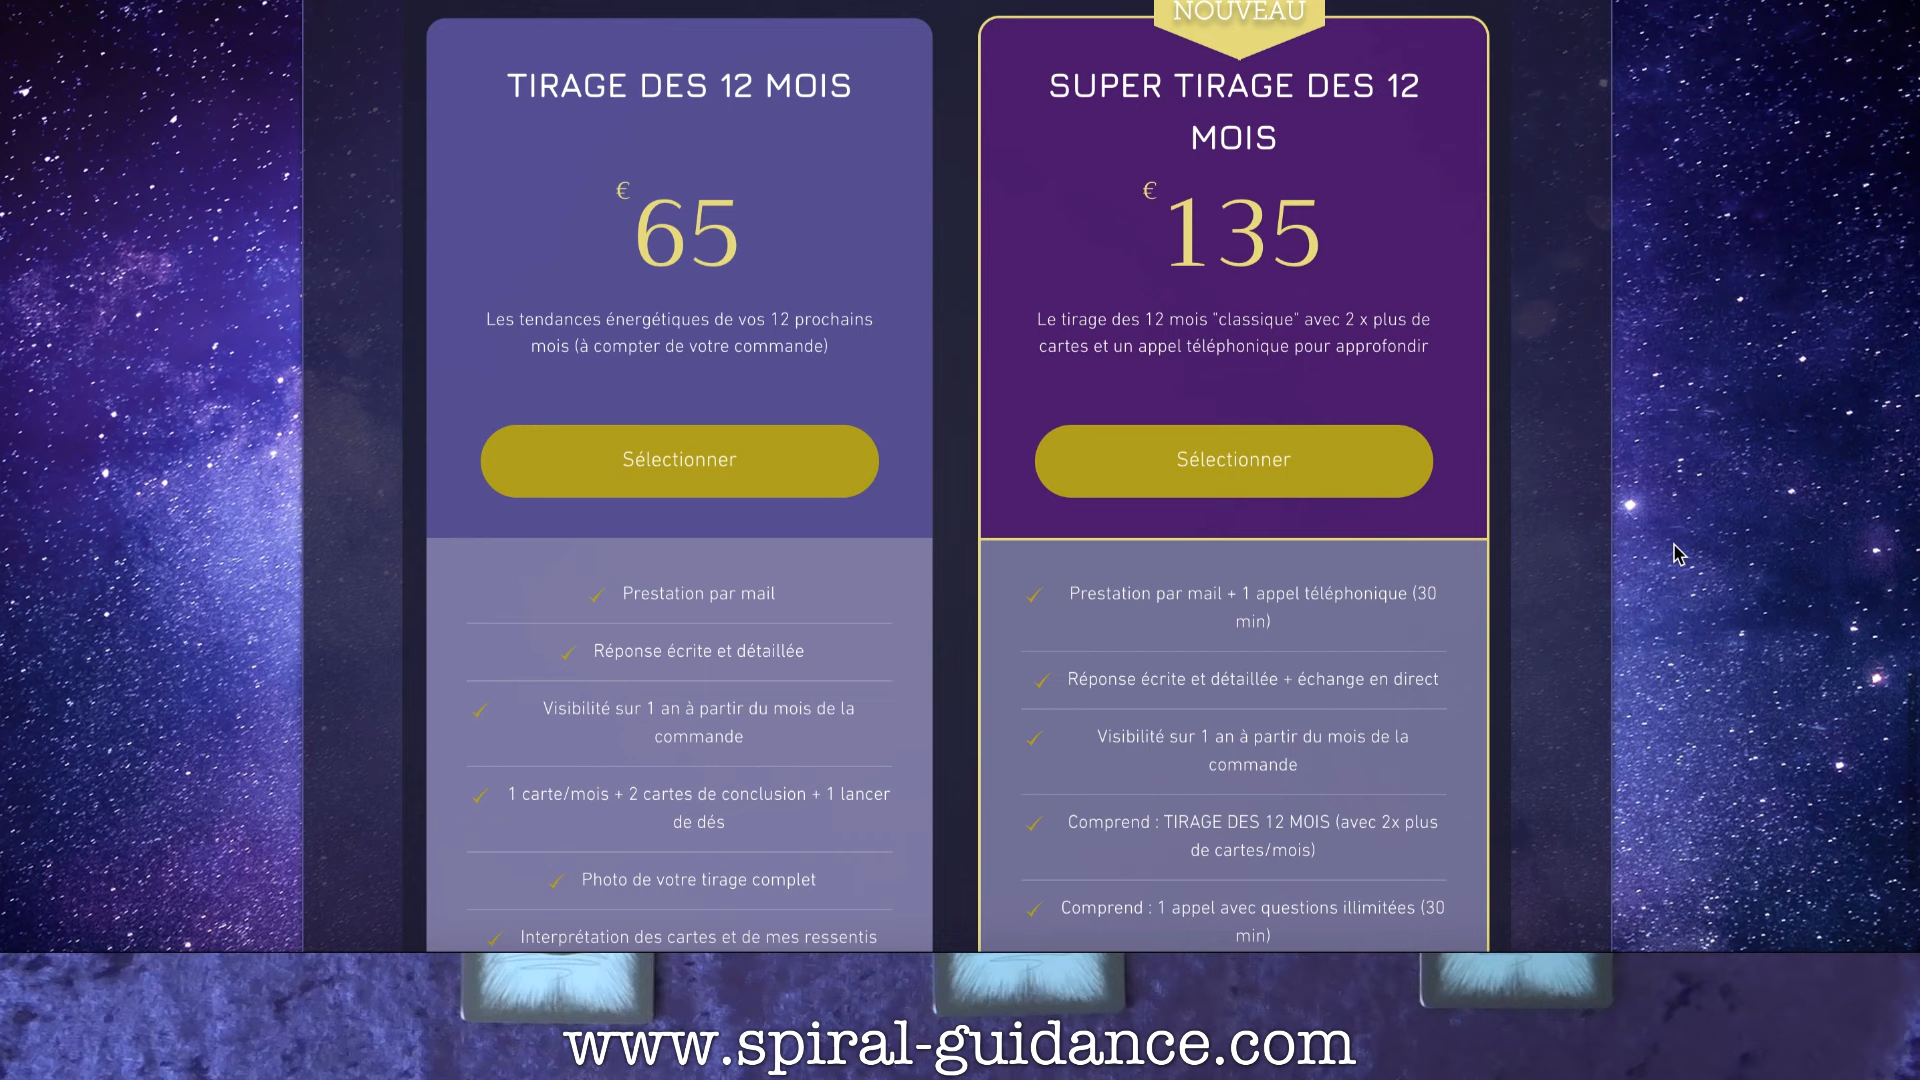 TIRAGE DES 12 MOIS
€
65
Les tendances énergétiques de vos 12 prochains
mois (à compter de votre commande)
Sélectionner
Prestation par mail
Réponse écrite et détaillée
Visibilité sur 1 an à partir du mois de la
commande
1 carte/mois + 2 cartes de conclusion + 1 lancer
de dés
Photo de votre tirage complet
Interprétation des cartes et de mes ressentis
NOUVEAU
SUPER TIRAGE DES 12
MOIS
€
135
Le tirage des 12 mois "classique" avec 2 x plus de
cartes et un appel téléphonique pour approfondir
Sélectionner
Prestation par mail + 1 appel téléphonique (30
min)
Réponse écrite et détaillée + échange en direct
Visibilité sur 1 an à partir du mois de la
commande
Comprend : TIRAGE DES 12 MOIS (avec 2x plus
de cartes/mois)
Comprend : 1 appel avec questions illimitées (30
min)
www.spiral-guidance.com